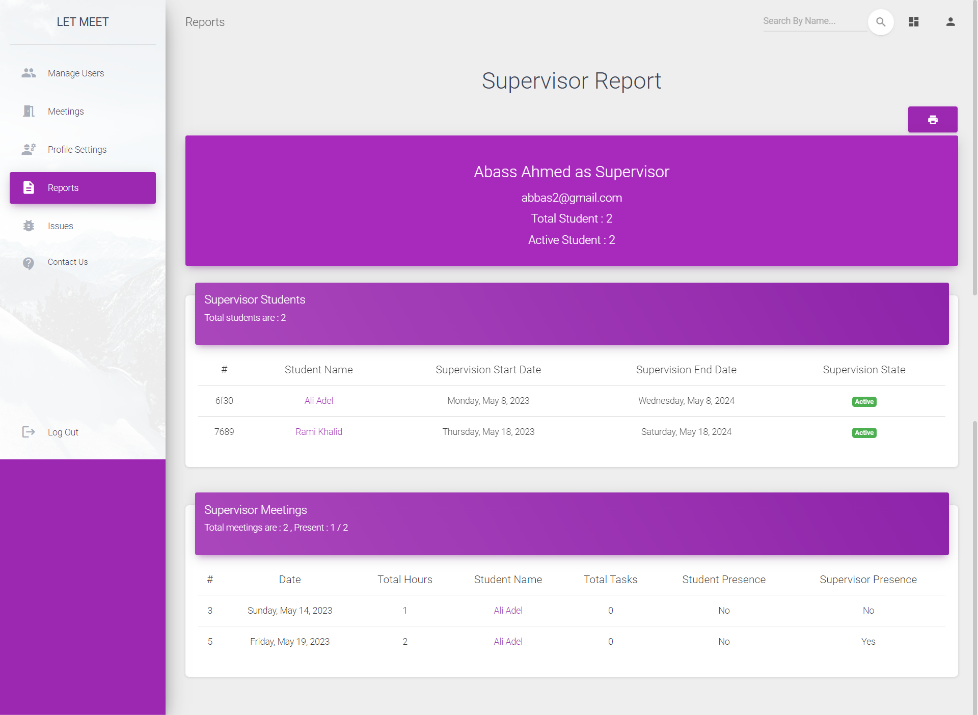 LET MEET
Manage Users
Meetings
Profile Settings
Reports
Issues
Contact Us
Log Out
Reports
Search By Name...
Supervisor Report
Abass Ahmed as Supervisor
abbas2@gmail.com
Total Student : 2
Active Student : 2
Supervisor Students
Total students are : 2
# Student Name Supervision Start Date Supervision End Date Supervision State
Ali Adel Monday, May 8, 2023 Wednesday, May 8, 2024 Active
7689 Rami Khalid Thursday, May 18, 2023 Saturday, May 18, 2024 Active
Supervisor Meetings
Total meetings are : 2 , Present : 1 / 2
# Date Total Hours Student Name Total Tasks Student Presence Supervisor Presence
3 Sunday, May 14, 2023 1 Ali Adel 0 No No
5 Friday, May 19, 2023 2 Ali Adel 0 No Yes